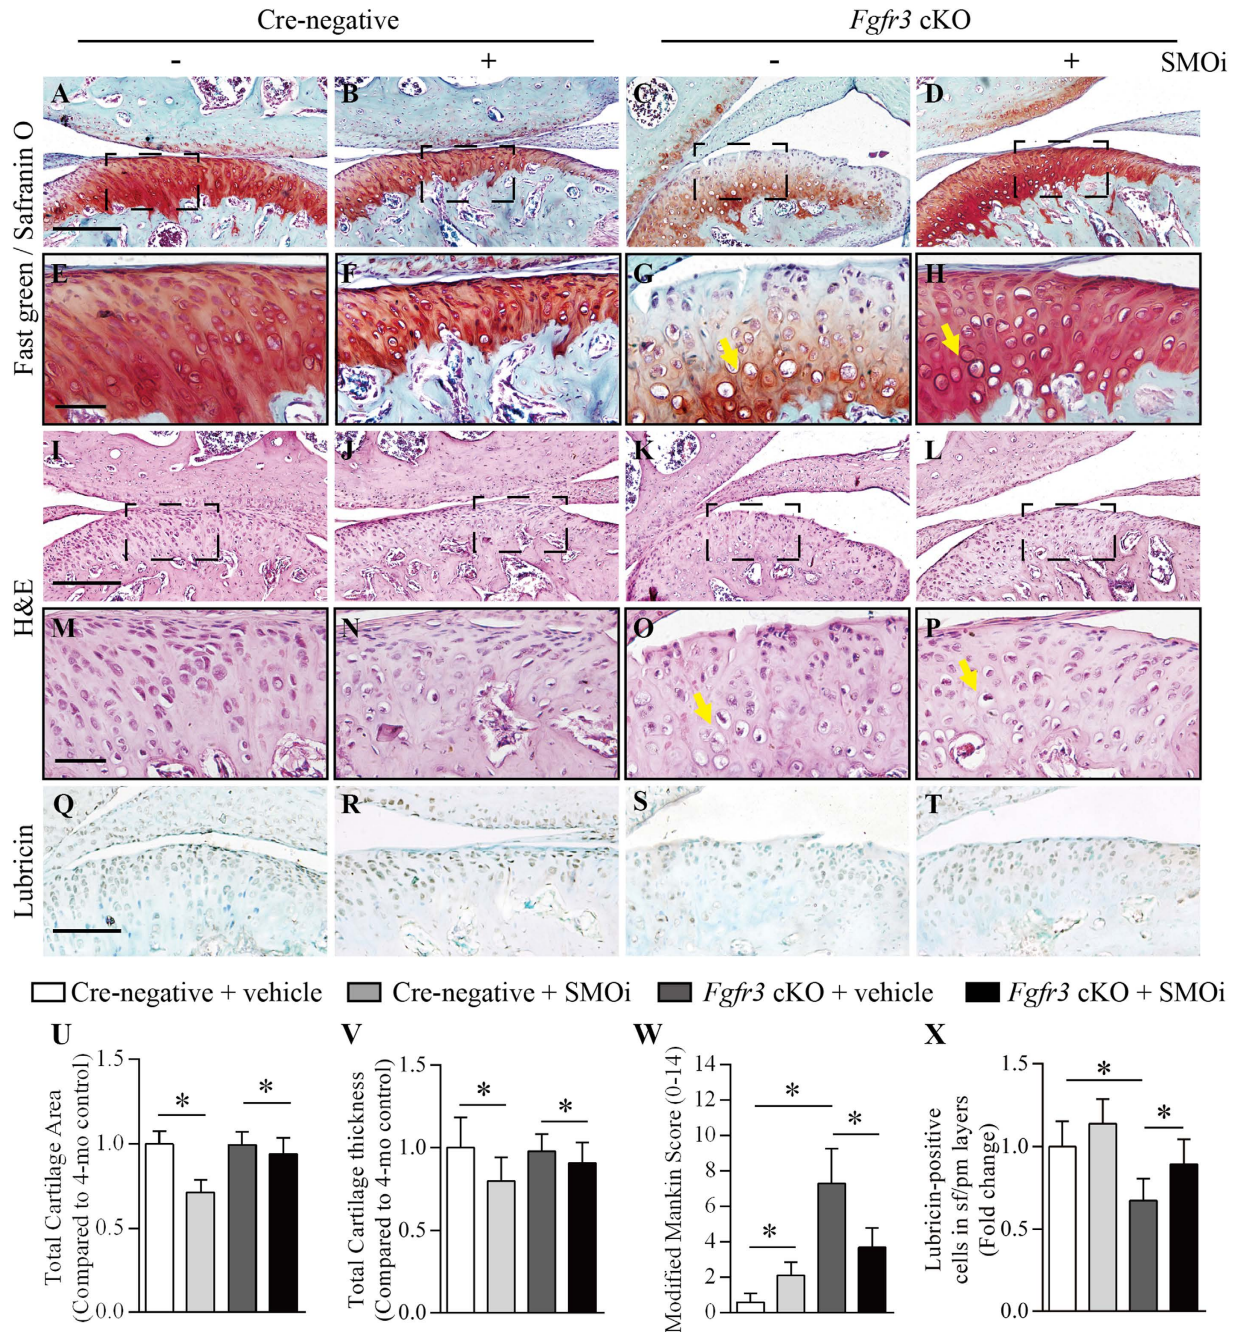 Cre-negative
Fgfr3 cKO
- + - + SMOi
Fast green / Safranin O
A B C D
E F G H
H&E
I J K L
M N O P
Lubricin
Q R S T
Cre-negative + vehicle Cre-negative + SMOi Fgfr3 cKO + vehicle Fgfr3 cKO + SMOi
U
Total Cartilage Area
(Compared to 4-mo control)
1.5
1.0
0.5
0.0
* *
V
Total Cartilage thickness
(Compared to 4-mo control)
1.5
1.0
0.5
0.0
* *
W
Modified Mankin Score (0-14)
14
12
10
8
6
4
2
0
* * *
X
Lubricin-positive
cells in sf/pm layers
(Fold change)
1.5
1.0
0.5
0.0
* *